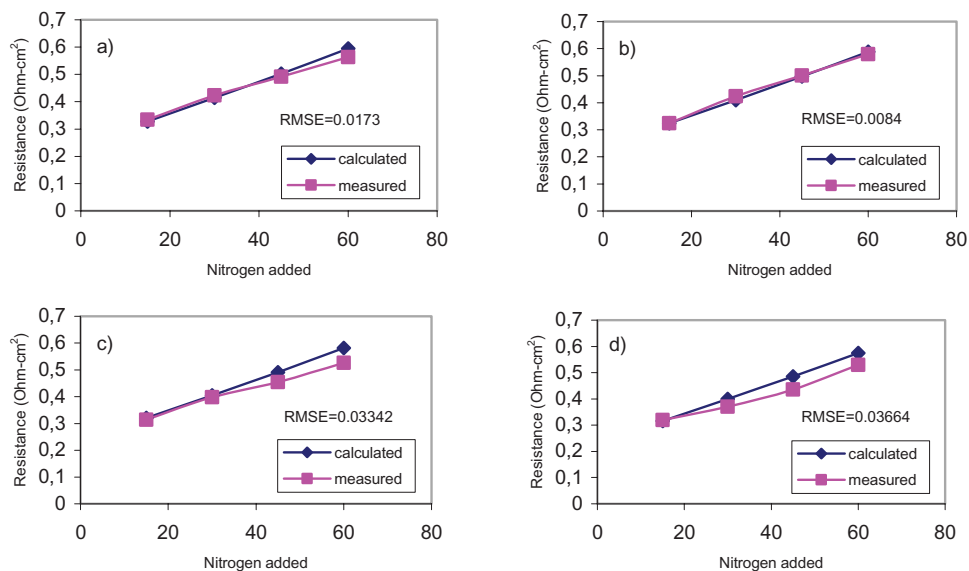 a)
Resistance (Ohm-cm²)
0,7
0,6
0,5
0,4
0,3
0,2
0,1
0
RMSE=0.0173
calculated
measured
0 20 40 60 80
Nitrogen added
b)
Resistance (Ohm-cm²)
0,7
0,6
0,5
0,4
0,3
0,2
0,1
0
RMSE=0.0084
calculated
measured
0 20 40 60 80
Nitrogen added
c)
Resistance (Ohm-cm²)
0,7
0,6
0,5
0,4
0,3
0,2
0,1
0
RMSE=0.03342
calculated
measured
0 20 40 60 80
Nitrogen added
d)
Resistance (Ohm-cm²)
0,7
0,6
0,5
0,4
0,3
0,2
0,1
0
RMSE=0.03664
calculated
measured
0 20 40 60 80
Nitrogen added